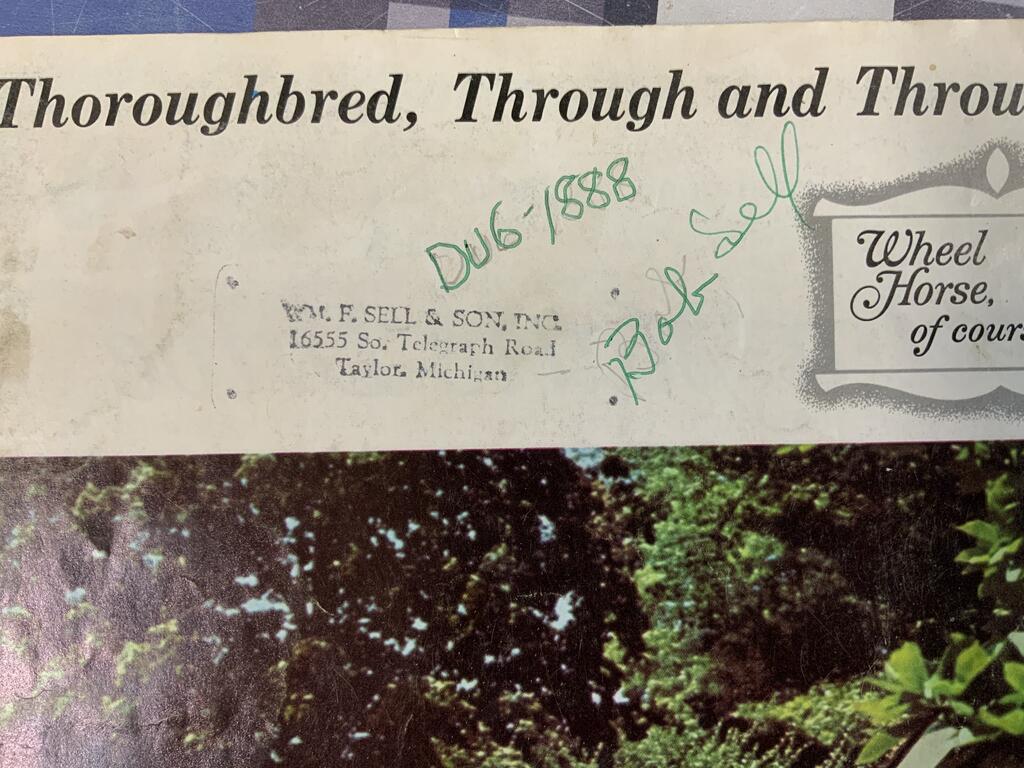 Thoroughbred, Through and Throu
DU6-1888
Bob Sell
WM. F. SELL & SON, INC.
16555 So. Telegraph Road
Taylor, Michigan
Wheel
Horse,
of cours